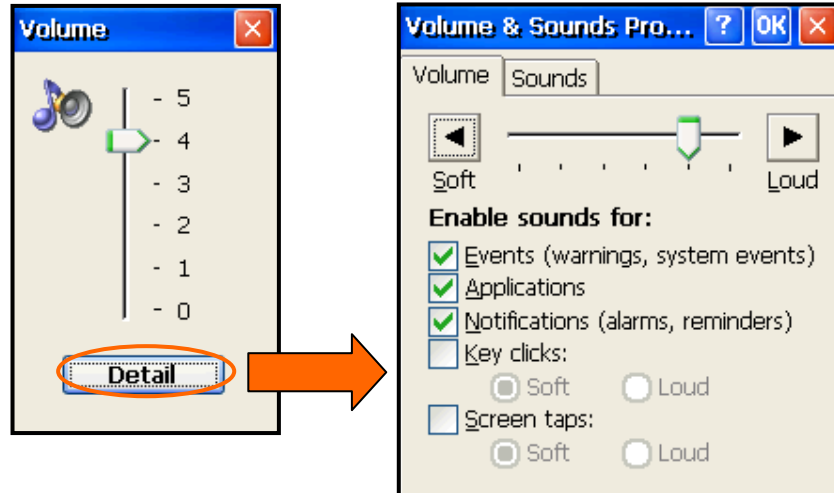 Volume
- 5
- 4
- 3
- 2
- 1
- 0
Detail
Volume & Sounds Pro... ? OK
Volume Sounds
Soft Loud
Enable sounds for:
Events (warnings, system events)
Applications
Notifications (alarms, reminders)
Key clicks:
Soft Loud
Screen taps:
Soft Loud